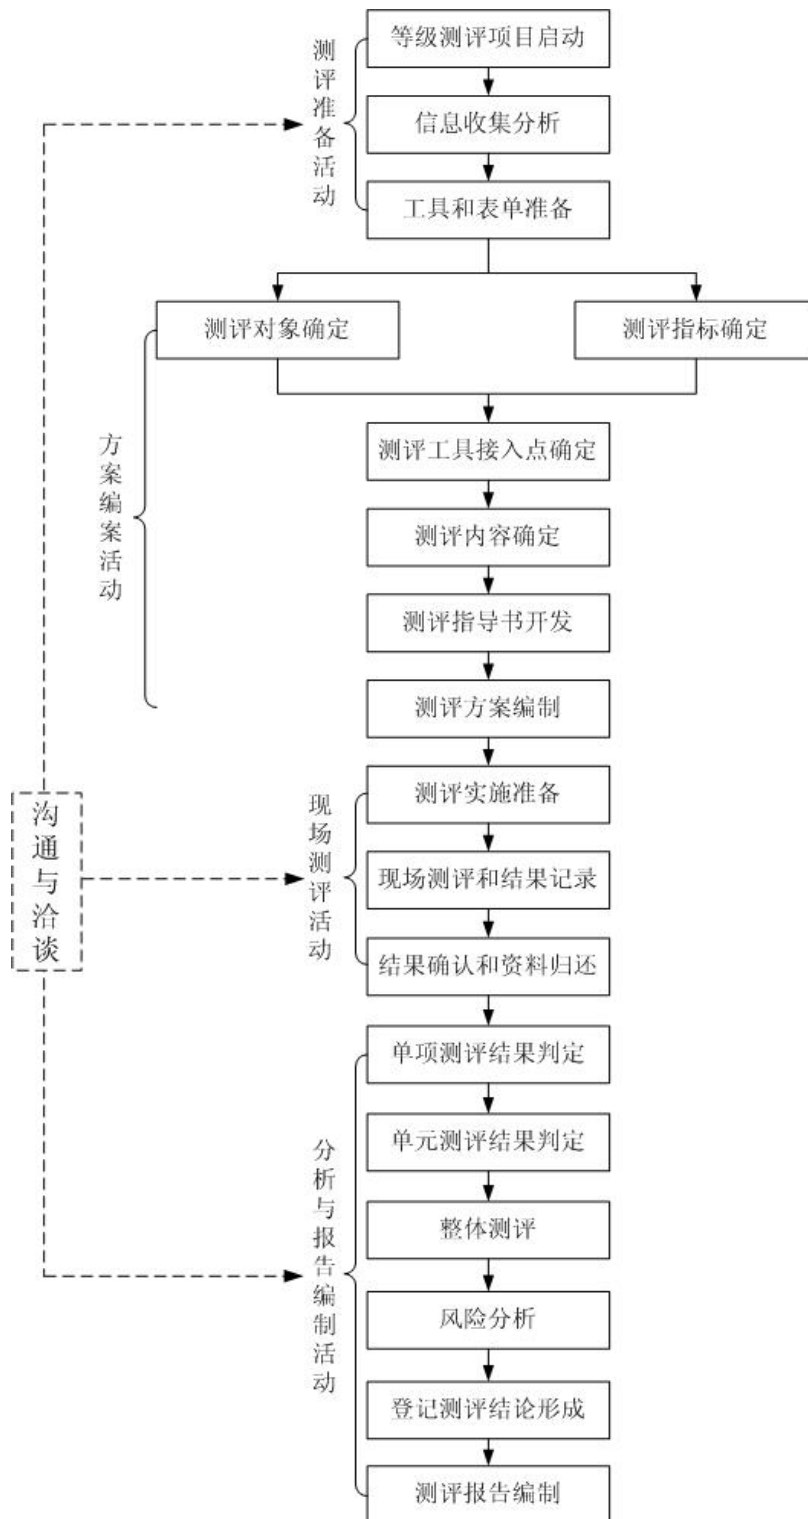 等级测评项目启动
测评准备活动
信息收集分析
工具和表单准备
测评对象确定
测评指标确定
方案编案活动
测评工具接入点确定
测评内容确定
测评指导书开发
测评方案编制
沟通与洽谈
现场测评活动
测评实施准备
现场测评和结果记录
结果确认和资料归还
分析与报告编制活动
单项测评结果判定
单元测评结果判定
整体测评
风险分析
登记测评结论形成
测评报告编制